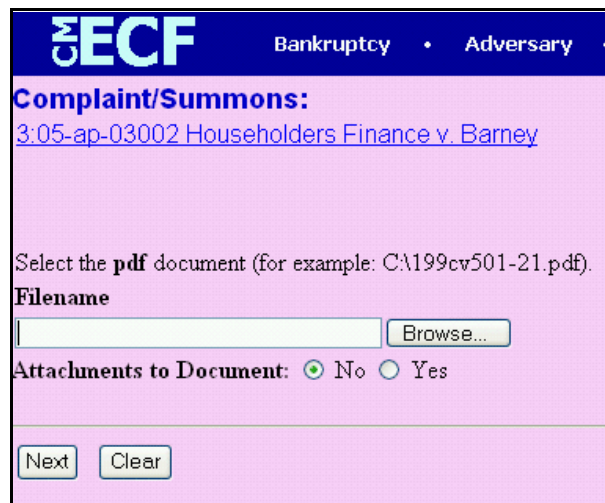 CM ECF Bankruptcy • Adversary •
Complaint/Summons:
3:05-ap-03002 Householders Finance v. Barney
Select the pdf document (for example: C:\199cv501-21.pdf).
Filename
Browse...
Attachments to Document: No Yes
Next Clear